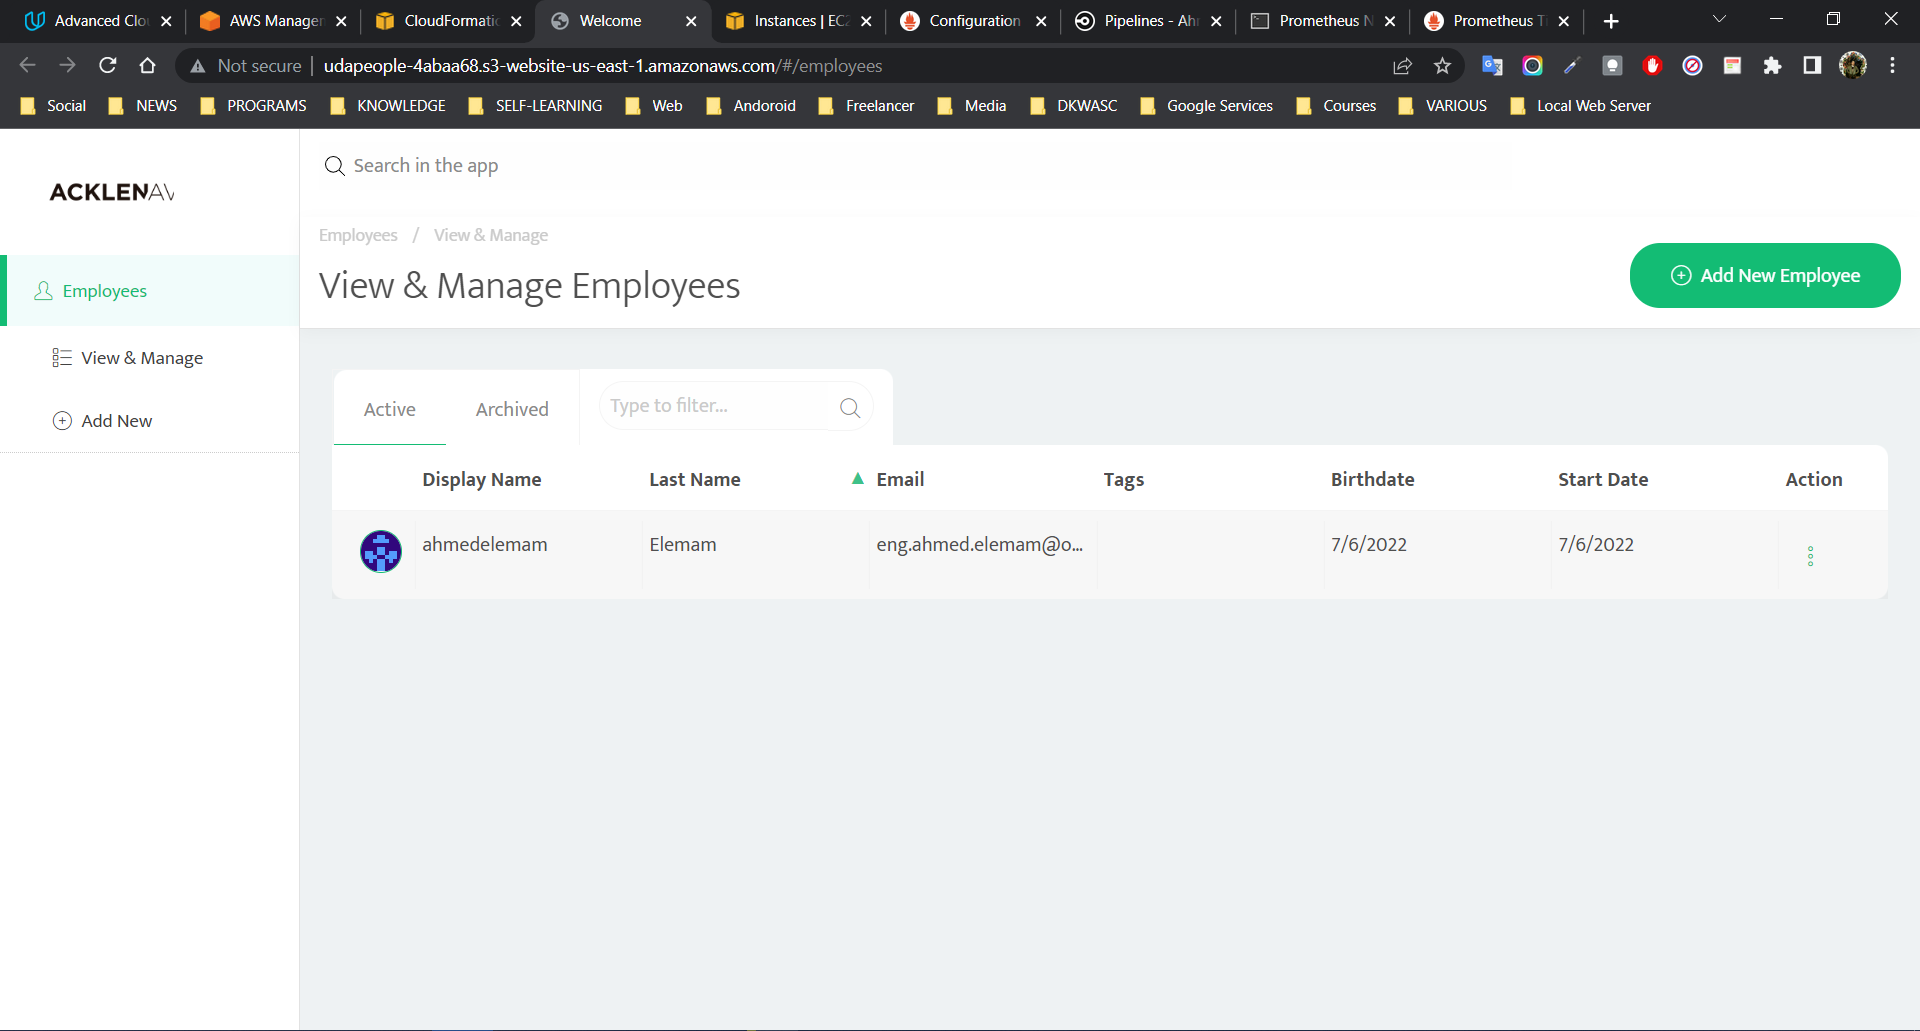 Advanced Clo
AWS Manager
CloudFormatic
Welcome
Instances | EC2
Configuration
Pipelines - Ah
Prometheus N
Prometheus Ti
Not secure
udapeople-4abaa68.s3-website-us-east-1.amazonaws.com/#/employees
Social
NEWS
PROGRAMS
KNOWLEDGE
SELF-LEARNING
Web
Andoroid
Freelancer
Media
DKWASC
Google Services
Courses
VARIOUS
Local Web Server
ACKLENAV
Search in the app
Employees
View & Manage
Add New
Employees / View & Manage
View & Manage Employees
Add New Employee
Active
Archived
Type to filter...
Display Name
Last Name
Email
Tags
Birthdate
Start Date
Action
ahmedelemam
Elemam
eng.ahmed.elemam@o...
7/6/2022
7/6/2022